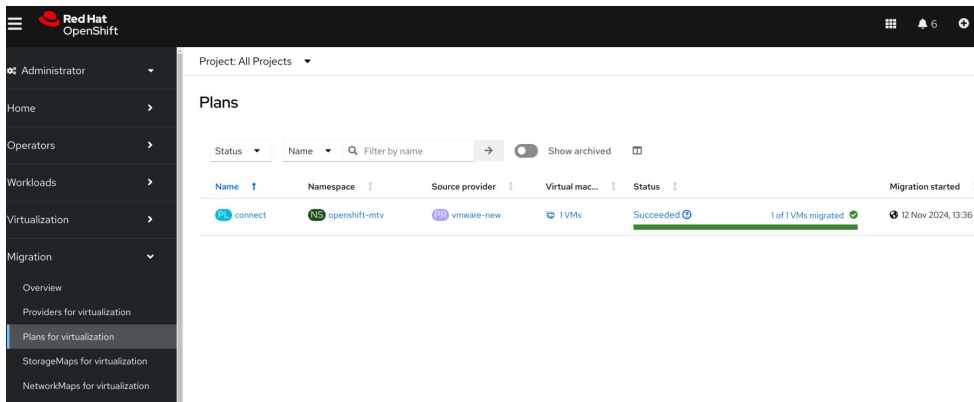 Red Hat
OpenShift
6
Administrator
Home
Operators
Workloads
Virtualization
Migration
Overview
Providers for virtualization
Plans for virtualization
StorageMaps for virtualization
NetworkMaps for virtualization
Project: All Projects
Plans
Status Name Filter by name Show archived
Name Namespace Source provider Virtual mac... Status Migration started
PL connect NS openshift-mtv PR vmware-new 1 VMs Succeeded 1 of 1 VMs migrated 12 Nov 2024, 13:36